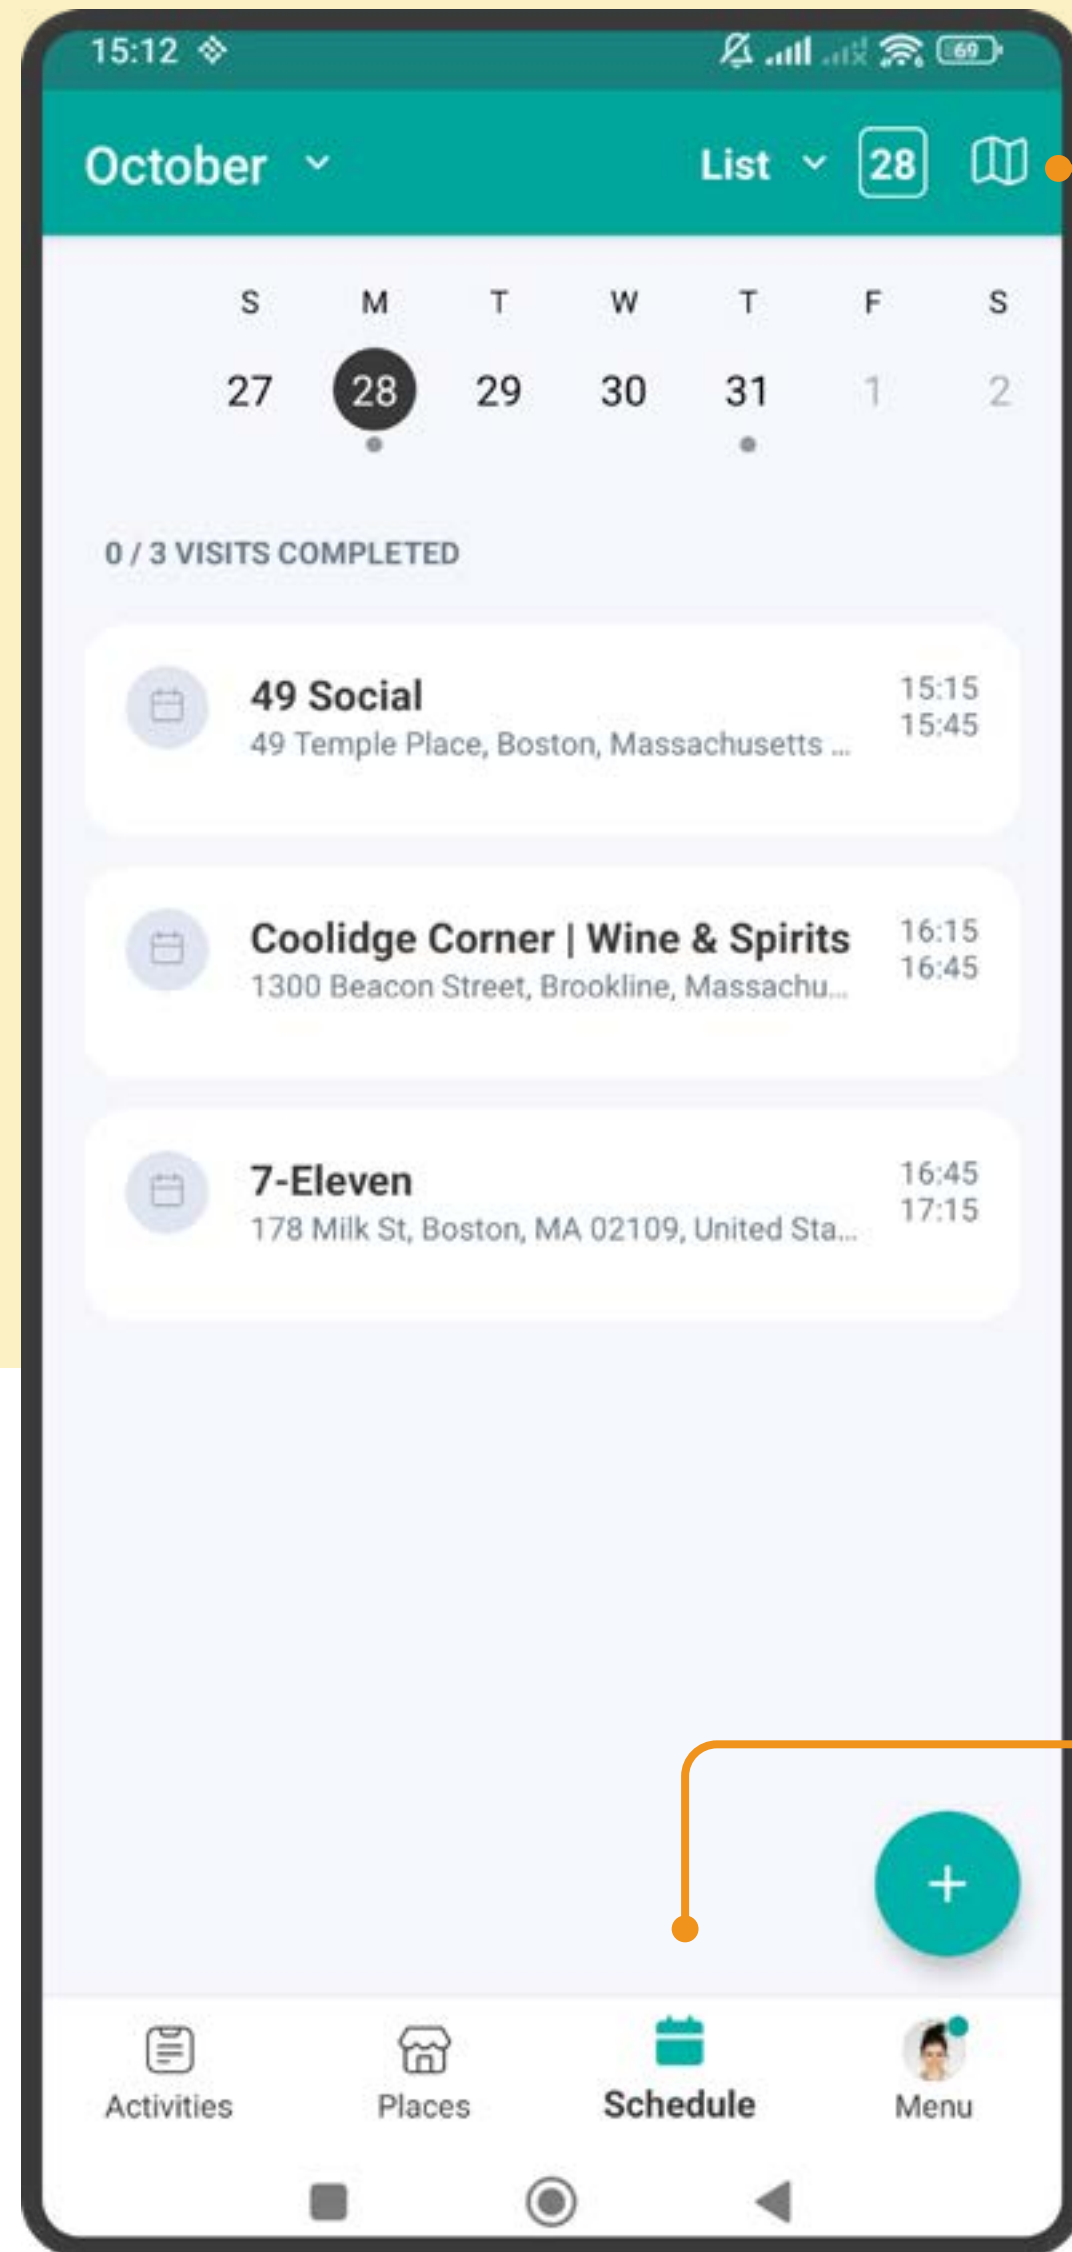 15:12 69
October List 28
S M T W T F S
27 28 29 30 31 1 2
0 / 3 VISITS COMPLETED
49 Social 15:15
49 Temple Place, Boston, Massachusetts ... 15:45
Coolidge Corner | Wine & Spirits 16:15
1300 Beacon Street, Brookline, Massachu... 16:45
7-Eleven 16:45
178 Milk St, Boston, MA 02109, United Sta... 17:15
+
Activities Places Schedule Menu